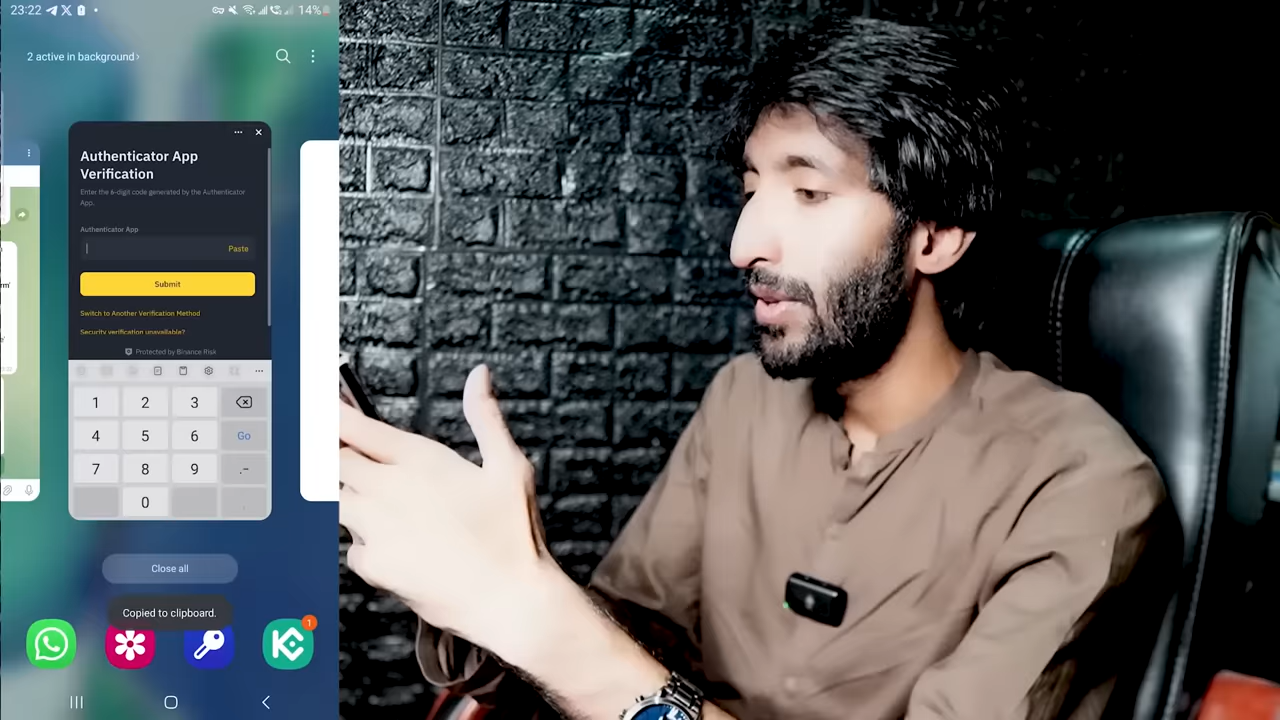 23:22
14%
2 active in background ›
Authenticator App
Verification
Enter the 6-digit code generated by the Authenticator
App.
Authenticator App
Paste
Submit
Switch to Another Verification Method
Security verification unavailable?
Protected by Binance Risk
1 2 3
4 5 6 Go
7 8 9 .-
0 ,
Close all
Copied to clipboard.
1